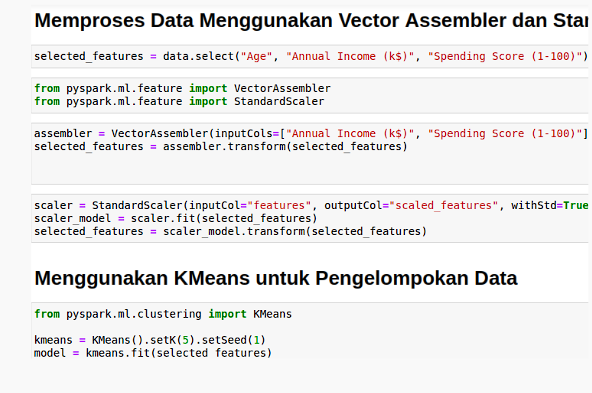 Memproses Data Menggunakan Vector Assembler dan
selected_features = data.select("Age", "Annual Income (k$)", "Spending Score (1-100)")
from pyspark.ml.feature import VectorAssembler
from pyspark.ml.feature import StandardScaler
assembler = VectorAssembler(inputCols=["Annual Income (k$)", "Spending Score (1-100)"]
selected_features = assembler.transform(selected_features)
scaler = StandardScaler(inputCol="features", outputCol="scaled_features", withStd=True
scaler_model = scaler.fit(selected_features)
selected_features = scaler_model.transform(selected_features)
Menggunakan KMeans untuk Pengelompokan Data
from pyspark.ml.clustering import KMeans
kmeans = KMeans().setK(5).setSeed(1)
model = kmeans.fit(selected_features)